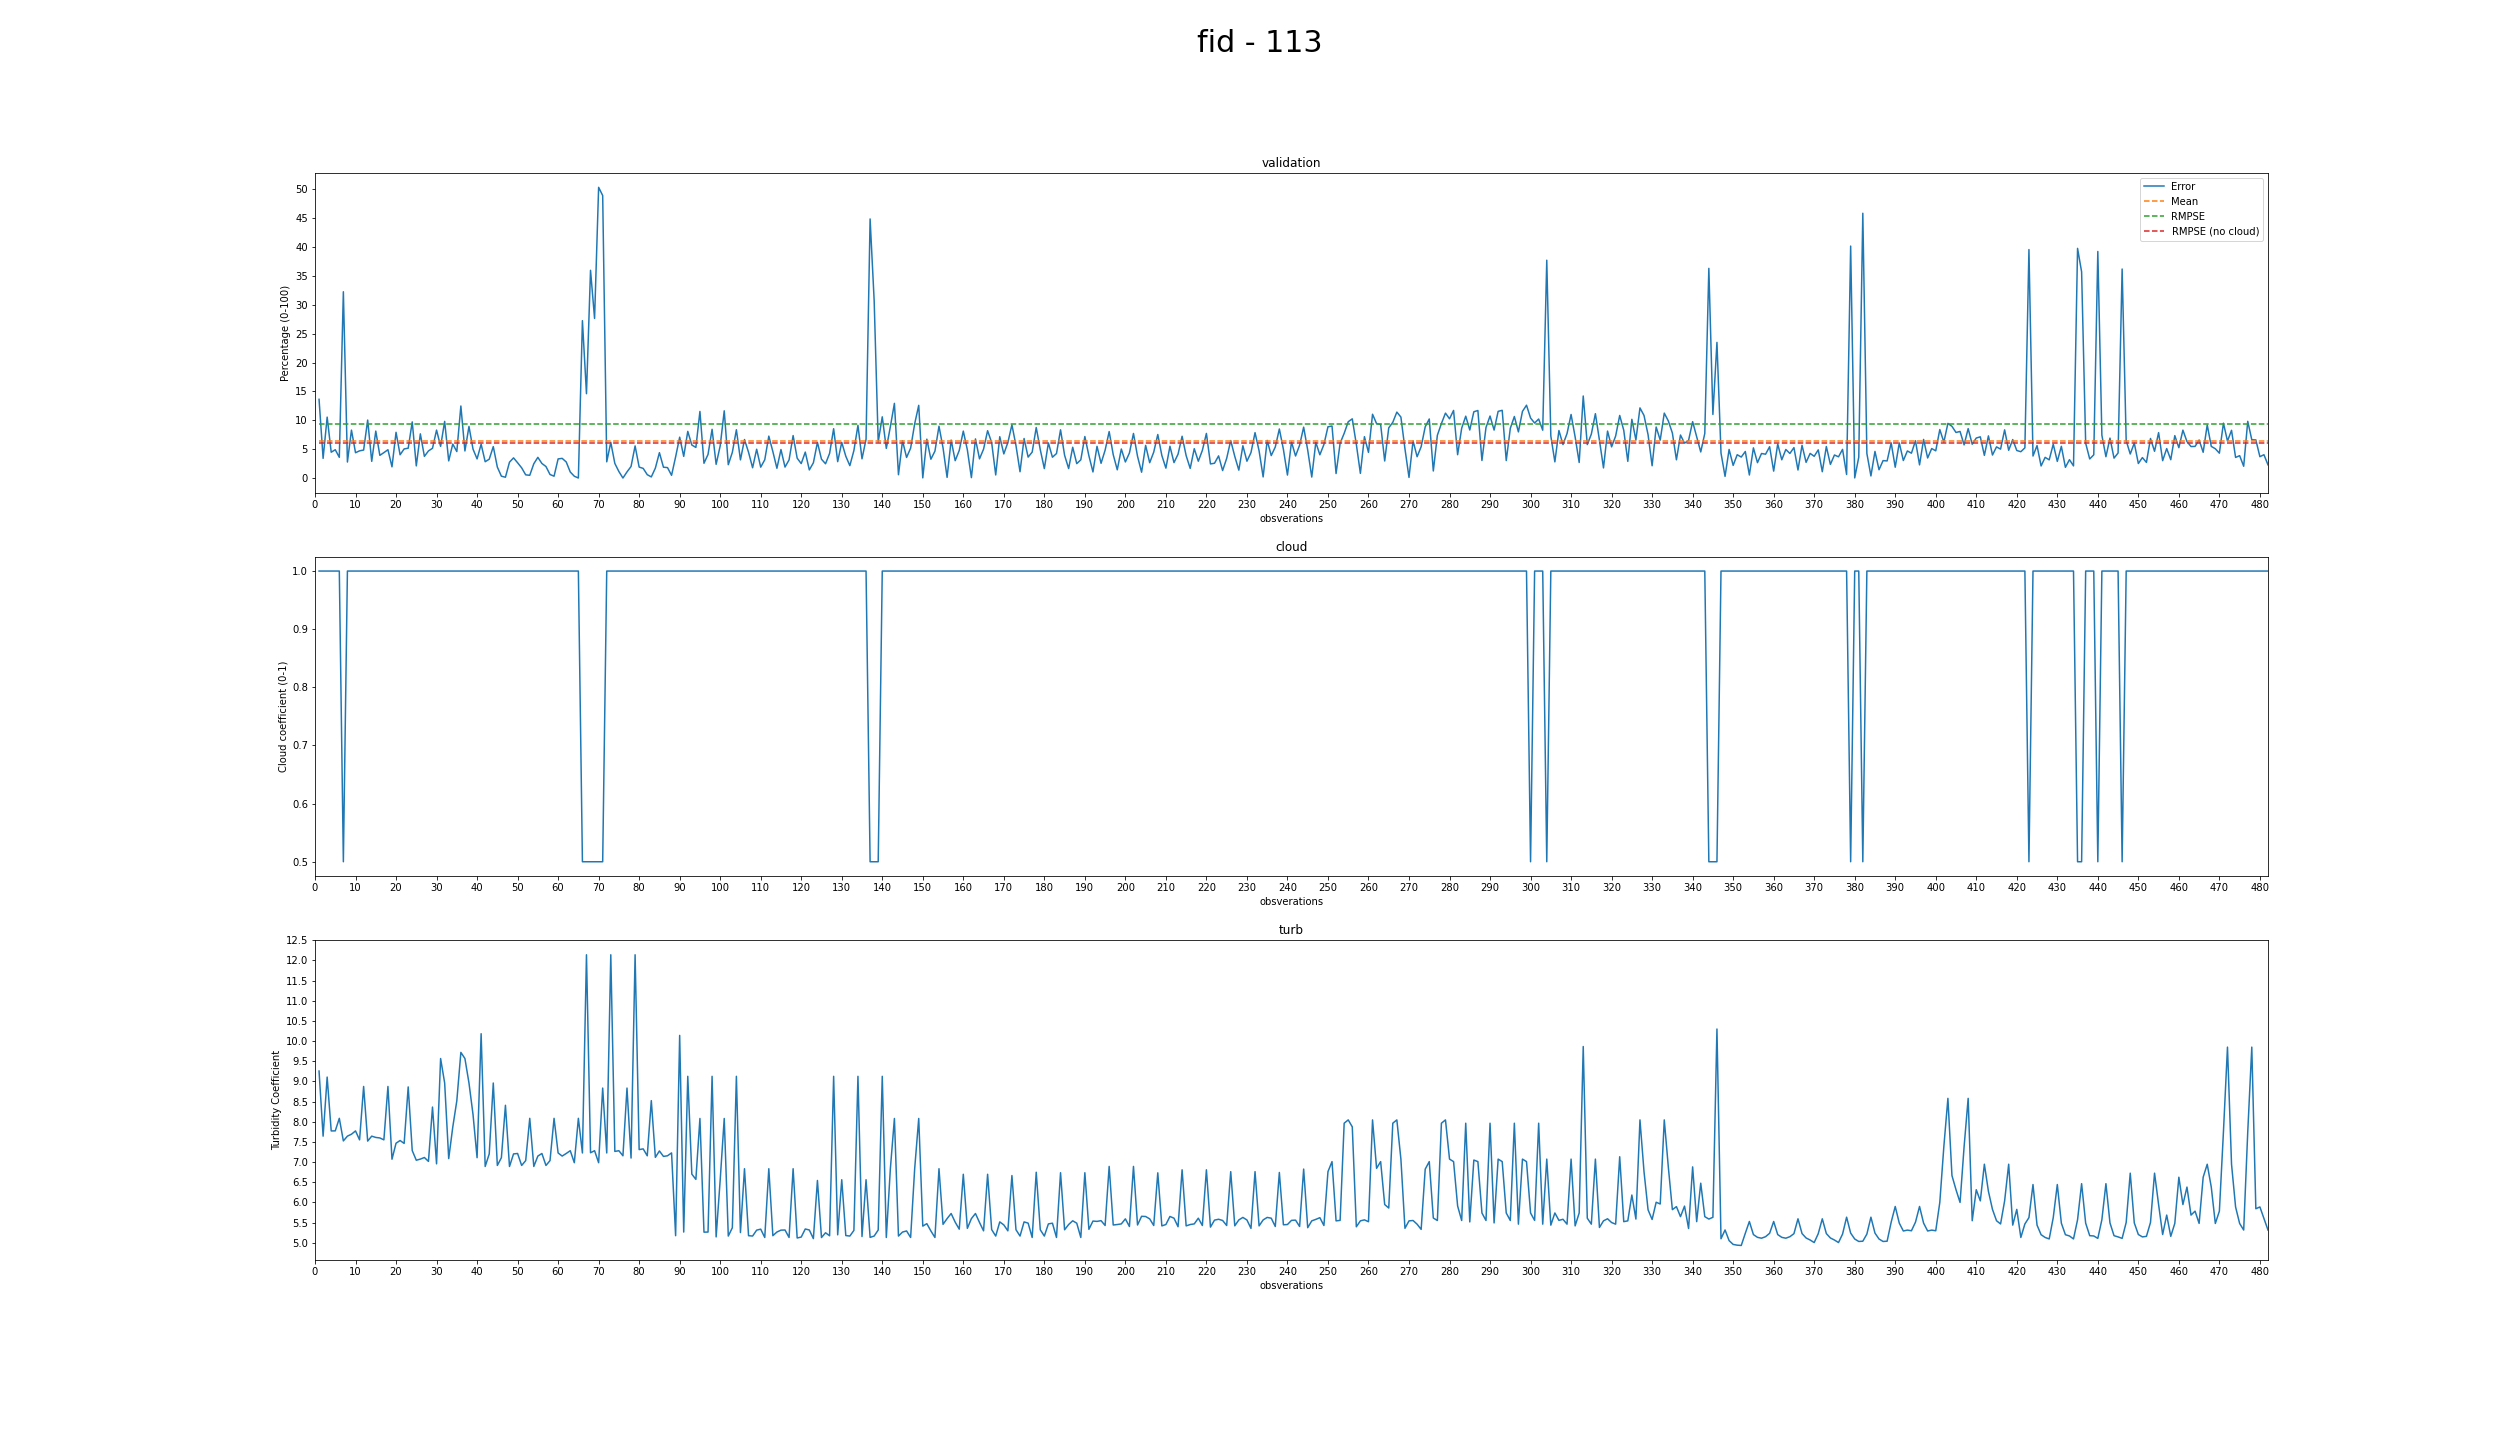 fid - 113
validation
50
45
40
35
30
25
20
15
10
5
0
Percentage (0-100)
Error
Mean
RMPSE
RMPSE (no cloud)
0 10 20 30 40 50 60 70 80 90 100 110 120 130 140 150 160 170 180 190 200 210 220 230 240 250 260 270 280 290 300 310 320 330 340 350 360 370 380 390 400 410 420 430 440 450 460 470 480
obsverations
cloud
1.0
0.9
0.8
0.7
0.6
0.5
Cloud coefficient (0-1)
0 10 20 30 40 50 60 70 80 90 100 110 120 130 140 150 160 170 180 190 200 210 220 230 240 250 260 270 280 290 300 310 320 330 340 350 360 370 380 390 400 410 420 430 440 450 460 470 480
obsverations
turb
12.5
12.0
11.5
11.0
10.5
10.0
9.5
9.0
8.5
8.0
7.5
7.0
6.5
6.0
5.5
5.0
Turbidity Coefficient
0 10 20 30 40 50 60 70 80 90 100 110 120 130 140 150 160 170 180 190 200 210 220 230 240 250 260 270 280 290 300 310 320 330 340 350 360 370 380 390 400 410 420 430 440 450 460 470 480
obsverations